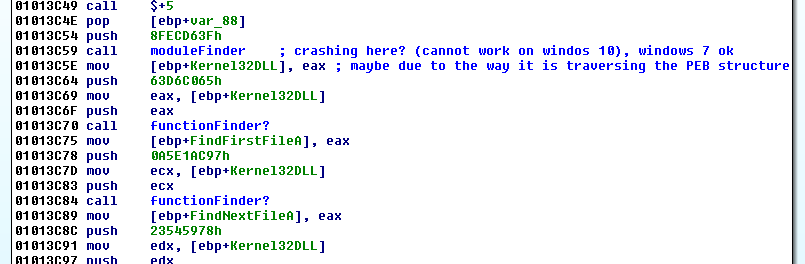 01013C49 call $+5
01013C4E pop [ebp+var_88]
01013C54 push 8FECD63Fh
01013C59 call moduleFinder ; crashing here? (cannot work on windos 10), windows 7 ok
01013C5E mov [ebp+Kernel32DLL], eax ; maybe due to the way it is traversing the PEB structure
01013C64 push 63D6C065h
01013C69 mov eax, [ebp+Kernel32DLL]
01013C6F push eax
01013C70 call functionFinder?
01013C75 mov [ebp+FindFirstFileA], eax
01013C78 push 0A5E1AC97h
01013C7D mov ecx, [ebp+Kernel32DLL]
01013C83 push ecx
01013C84 call functionFinder?
01013C89 mov [ebp+FindNextFileA], eax
01013C8C push 23545978h
01013C91 mov edx, [ebp+Kernel32DLL]
01013C97 push edx